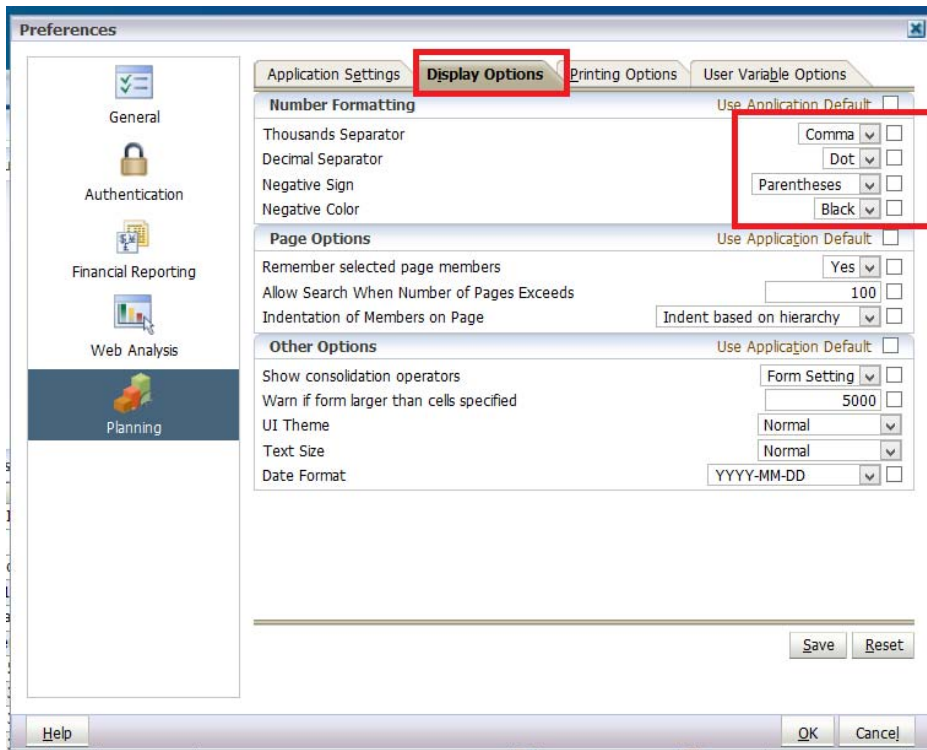 Preferences
General
Authentication
Financial Reporting
Web Analysis
Planning
Application Settings Display Options Printing Options User Variable Options
Number Formatting Use Application Default
Thousands Separator Comma
Decimal Separator Dot
Negative Sign Parentheses
Negative Color Black
Page Options Use Application Default
Remember selected page members Yes
Allow Search When Number of Pages Exceeds 100
Indentation of Members on Page Indent based on hierarchy
Other Options Use Application Default
Show consolidation operators Form Setting
Warn if form larger than cells specified 5000
UI Theme Normal
Text Size Normal
Date Format YYYY-MM-DD
Save Reset
Help OK Cancel